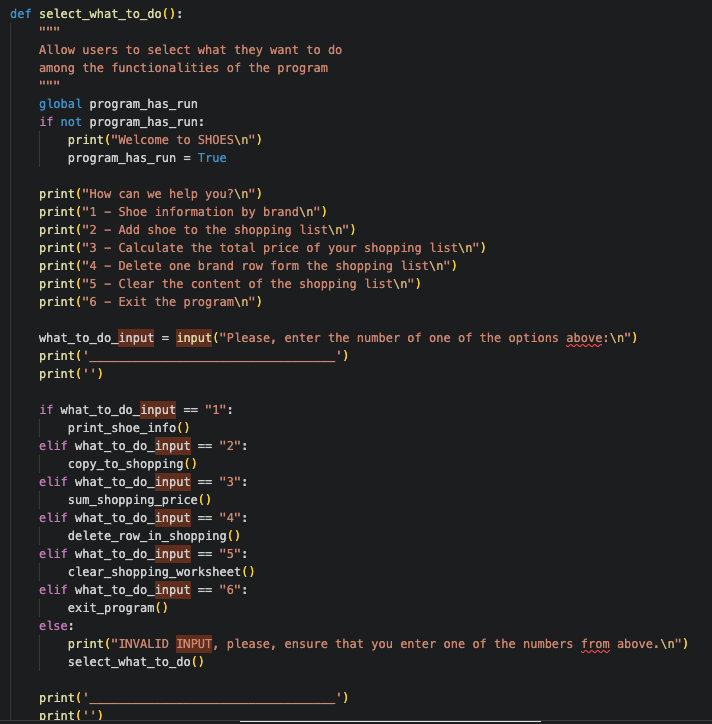 def select_what_to_do():
    """
    Allow users to select what they want to do
    among the functionalities of the program
    """
    global program_has_run
    if not program_has_run:
        print("Welcome to SHOES\n")
        program_has_run = True

    print("How can we help you?\n")
    print("1 – Shoe information by brand\n")
    print("2 – Add shoe to the shopping list\n")
    print("3 – Calculate the total price of your shopping list\n")
    print("4 – Delete one brand row form the shopping list\n")
    print("5 – Clear the content of the shopping list\n")
    print("6 – Exit the program\n")

    what_to_do_input = input("Please, enter the number of one of the options above:\n")
    print('__________________________________')
    print('')

    if what_to_do_input == "1":
        print_shoe_info()
    elif what_to_do_input == "2":
        copy_to_shopping()
    elif what_to_do_input == "3":
        sum_shopping_price()
    elif what_to_do_input == "4":
        delete_row_in_shopping()
    elif what_to_do_input == "5":
        clear_shopping_worksheet()
    elif what_to_do_input == "6":
        exit_program()
    else:
        print("INVALID INPUT, please, ensure that you enter one of the numbers from above.\n")
        select_what_to_do()

    print('__________________________________')
    print('')